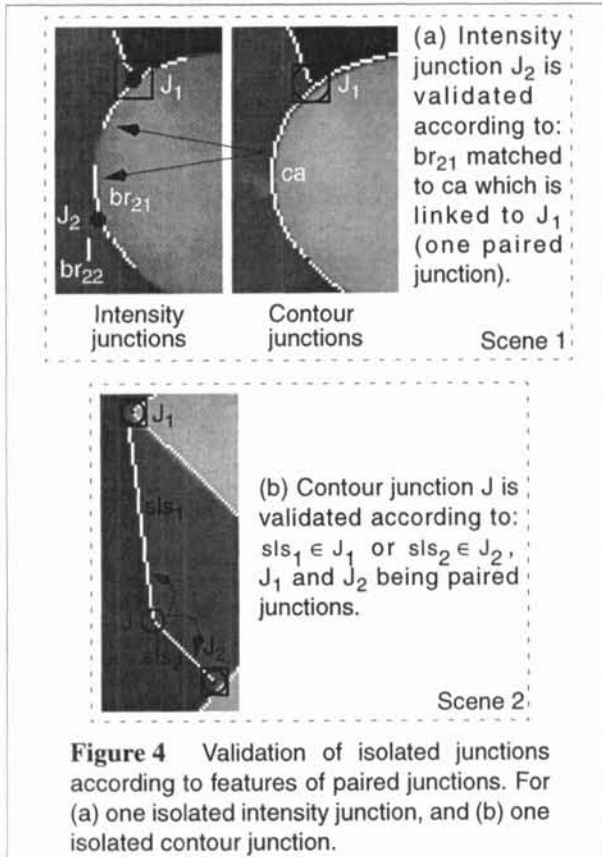 (a) Intensity
junction J2 is
validated
according to:
br21 matched
to ca which is
linked to J1
(one paired
junction).
J1
br21
J2
br22
J1
ca
Intensity
junctions
Contour
junctions
Scene 1
J1
sls1
J
J2
sls2
(b) Contour junction J is
validated according to:
sls1 ∈ J1 or sls2 ∈ J2,
J1 and J2 being paired
junctions.
Scene 2
Figure 4 Validation of isolated junctions
according to features of paired junctions. For
(a) one isolated intensity junction, and (b) one
isolated contour junction.